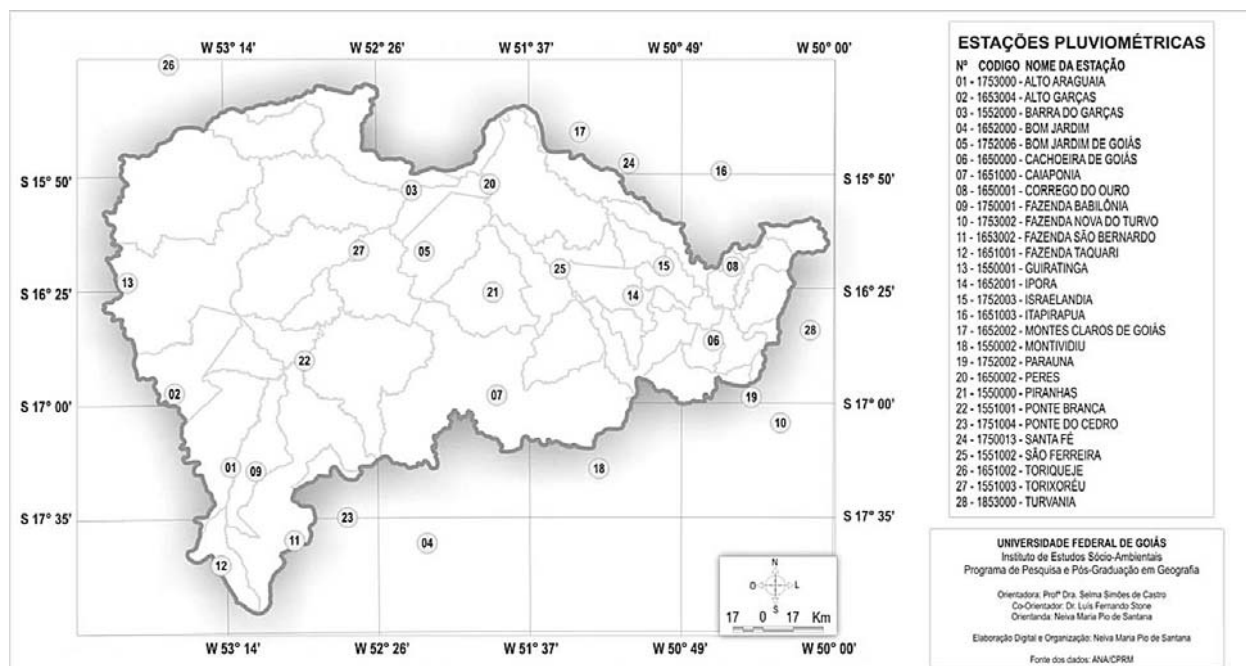 W 53° 14' W 52° 26' W 51° 37' W 50° 49' W 50° 00'
26
17
24
16
S 15° 50' S 15° 50'
03
20
27
05
25
15
08
13
21
14
S 16° 25' S 16° 25'
28
06
22
02
07
19
S 17° 00' S 17° 00'
10
01
09
18
23
S 17° 35' S 17° 35'
11
04
12
N
O L
S
17 0 17 Km
W 53° 14' W 52° 26' W 51° 37' W 50° 49' W 50° 00'
ESTAÇÕES PLUVIOMÉTRICAS
Nº CODIGO NOME DA ESTAÇÃO
01 - 1753000 - ALTO ARAGUAIA
02 - 1653004 - ALTO GARÇAS
03 - 1552000 - BARRA DO GARÇAS
04 - 1652000 - BOM JARDIM
05 - 1752006 - BOM JARDIM DE GOIÁS
06 - 1650000 - CACHOEIRA DE GOIÁS
07 - 1651000 - CAIAPONIA
08 - 1650001 - CORREGO DO OURO
09 - 1750001 - FAZENDA BABILÔNIA
10 - 1753002 - FAZENDA NOVA DO TURVO
11 - 1653002 - FAZENDA SÃO BERNARDO
12 - 1651001 - FAZENDA TAQUARI
13 - 1550001 - GUIRATINGA
14 - 1652001 - IPORA
15 - 1752003 - ISRAELANDIA
16 - 1651003 - ITAPIRAPUA
17 - 1652002 - MONTES CLAROS DE GOIÁS
18 - 1550002 - MONTIVIDIU
19 - 1752002 - PARAUNA
20 - 1650002 - PERES
21 - 1550000 - PIRANHAS
22 - 1551001 - PONTE BRANCA
23 - 1751004 - PONTE DO CEDRO
24 - 1750013 - SANTA FÉ
25 - 1551002 - SÃO FERREIRA
26 - 1651002 - TORIQUEJE
27 - 1551003 - TORIXORÉU
28 - 1853000 - TURVANIA
UNIVERSIDADE FEDERAL DE GOIÁS
Instituto de Estudos Sócio-Ambientais
Programa de Pesquisa e Pós-Graduação em Geografia
Orientadora: Profª Dra. Selma Simões de Castro
Co-Orientador: Dr. Luís Fernando Stone
Orientanda: Neiva Maria Pio de Santana
Elaboração Digital e Organização: Neiva Maria Pio de Santana
Fonte dos dados: ANA/CPRM